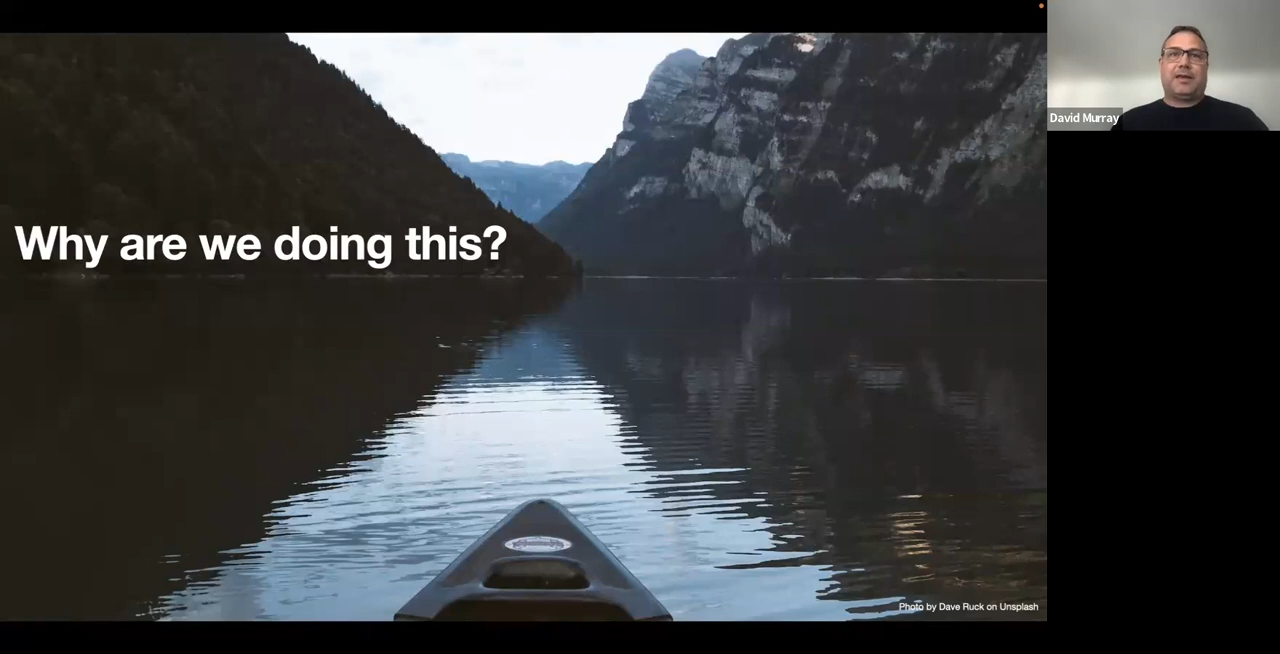 David Murray
Why are we doing this?
Photo by Dave Ruck on Unsplash